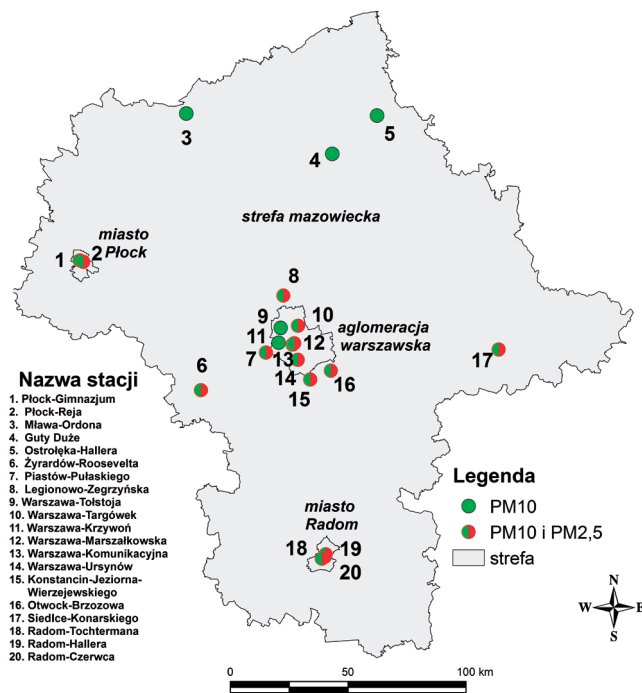 3
5
4
strefa mazowiecka
miasto
Płock
1
2
8
9
10
11
12
aglomeracja
warszawska
7
13
14
15
16
17
6
Nazwa stacji
1. Płock-Gimnazjum
2. Płock-Reja
3. Mława-Ordona
4. Guty Duże
5. Ostrołęka-Hallera
6. Żyrardów-Roosevelta
7. Piastów-Pułaskiego
8. Legionowo-Zegrzyńska
9. Warszawa-Tołstoja
10. Warszawa-Targówek
11. Warszawa-Krzywoń
12. Warszawa-Marszałkowska
13. Warszawa-Komunikacyjna
14. Warszawa-Ursynów
15. Konstancin-Jeziorna-
Wierzejewskiego
16. Otwock-Brzozowa
17. Siedlce-Konarskiego
18. Radom-Tochtermana
19. Radom-Hallera
20. Radom-Czerwca
miasto
Radom
18
19
20
Legenda
PM10
PM10 i PM2,5
strefa
N
W E
S
0 50 100 km